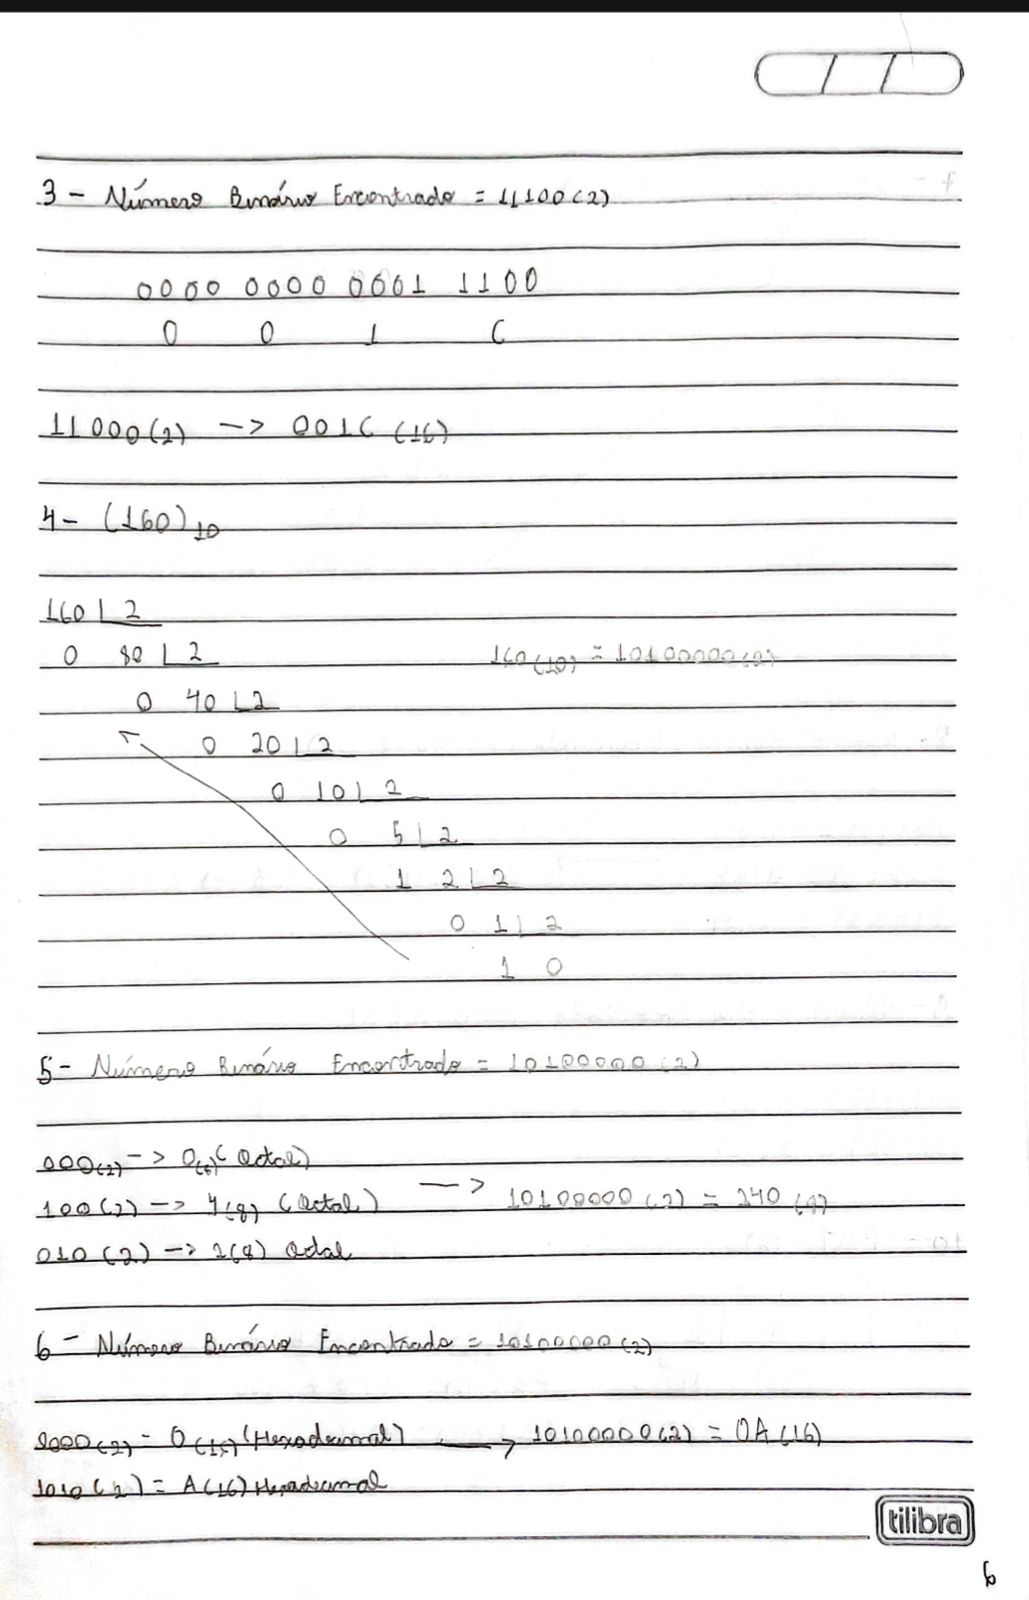 3 - Número Binário Encontrado = 11100(2)
0000 0000 0001 1100
0 0 1 C
11000(2) -> 001C (16)
4 - (160)10
160 | 2
0 80 | 2 160(10) = 10100000(2)
0 40 | 2
0 20 | 2
0 10 | 2
0 5 | 2
1 2 | 2
0 1 | 2
1 0
5 - Número Binário Encontrado = 10100000(2)
000(2) -> 0(8) (Octal)
100(2) -> 4(8) (Octal) -> 10100000(2) = 240(8)
010(2) -> 2(8) Octal
6 - Número Binário Encontrado = 10100000(2)
0000(2) = 0(16) (Hexadecimal) -> 10100000(2) = 0A(16)
1010(2) = A(16) Hexadecimal
tilibra